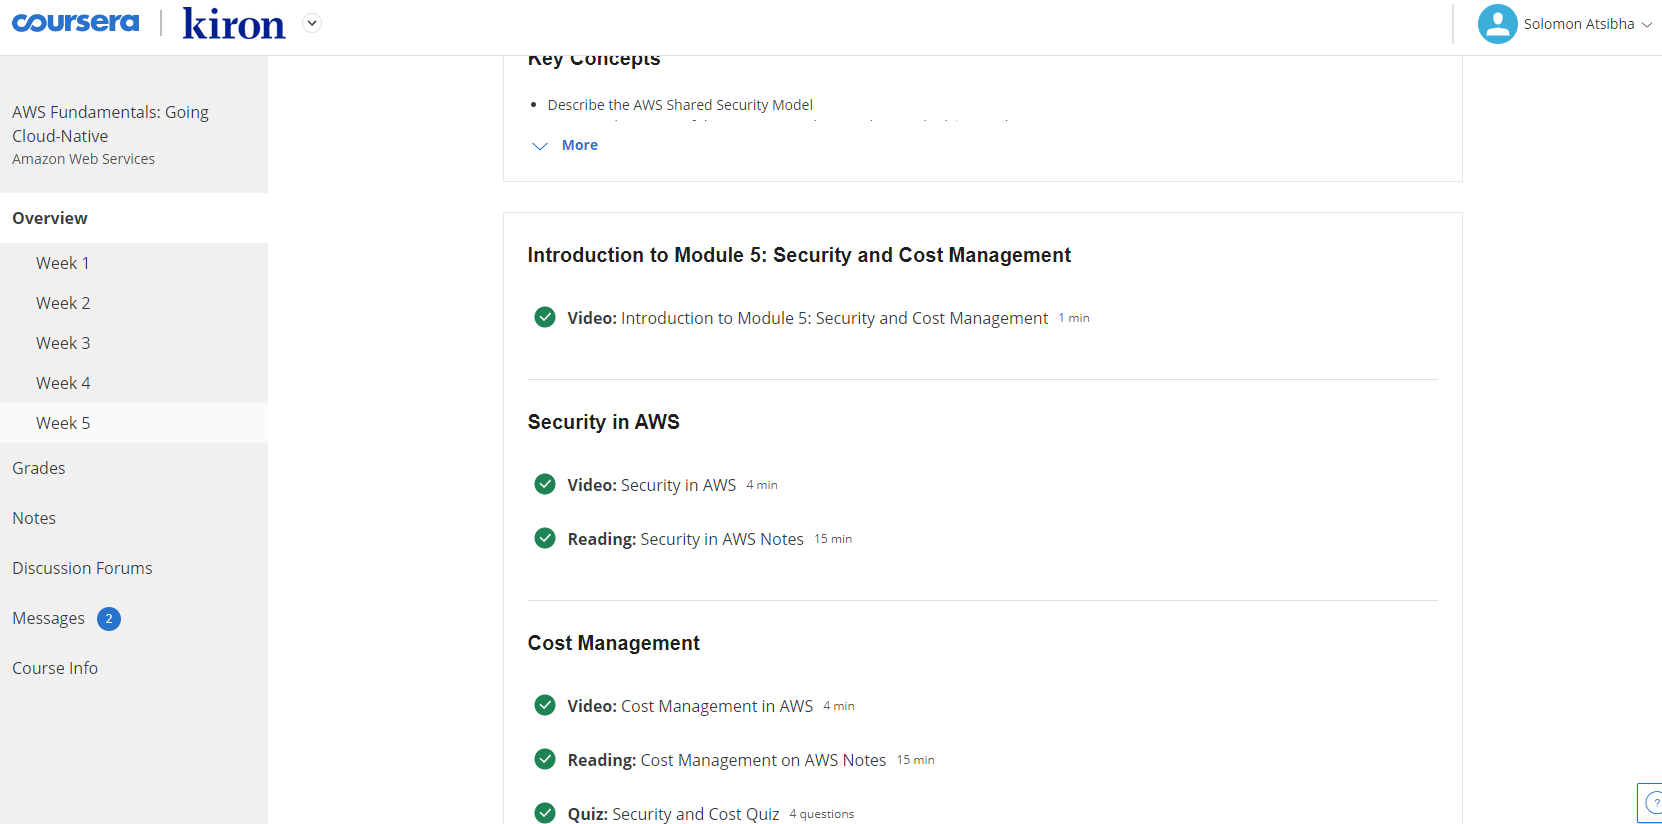 coursera | kiron
Solomon Atsibha
AWS Fundamentals: Going
Cloud-Native
Amazon Web Services
Overview
Week 1
Week 2
Week 3
Week 4
Week 5
Grades
Notes
Discussion Forums
Messages 2
Course Info
Key Concepts
• Describe the AWS Shared Security Model
More
Introduction to Module 5: Security and Cost Management
Video: Introduction to Module 5: Security and Cost Management 1 min
Security in AWS
Video: Security in AWS 4 min
Reading: Security in AWS Notes 15 min
Cost Management
Video: Cost Management in AWS 4 min
Reading: Cost Management on AWS Notes 15 min
Quiz: Security and Cost Quiz 4 questions
?